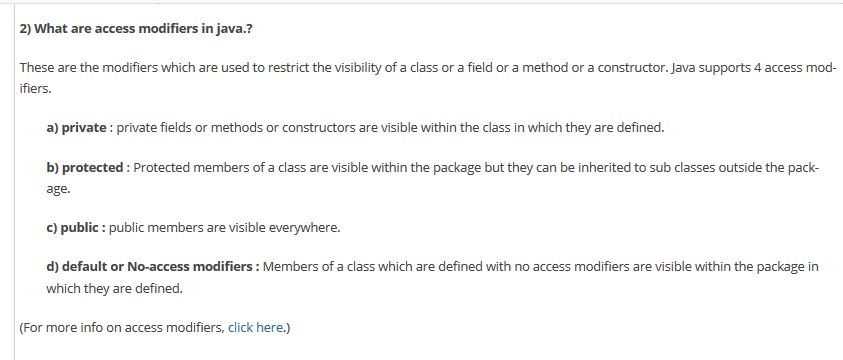 2) What are access modifiers in java.?
These are the modifiers which are used to restrict the visibility of a class or a field or a method or a constructor. Java supports 4 access mod-
ifiers.
a) private : private fields or methods or constructors are visible within the class in which they are defined.
b) protected : Protected members of a class are visible within the package but they can be inherited to sub classes outside the pack-
age.
c) public : public members are visible everywhere.
d) default or No-access modifiers : Members of a class which are defined with no access modifiers are visible within the package in
which they are defined.
(For more info on access modifiers, click here.)